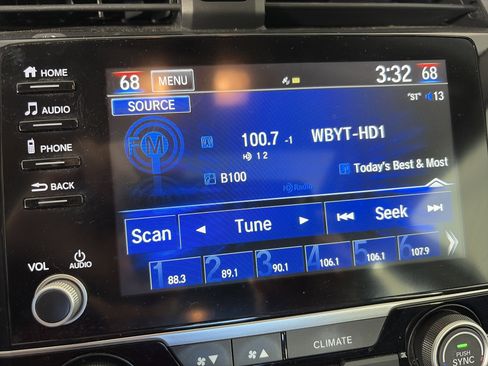 HOME
68 MENU 3:32 68
SOURCE "ST" 13
AUDIO
FM 100.7 -1 WBYT-HD1
HD 1 2
PHONE
B100 Today's Best & Most
HD Radio
BACK
Scan Tune Seek
VOL AUDIO
1 88.3 2 89.1 3 90.1 4 106.1 5 106.1 6 107.9
CLIMATE
PUSH
SYNC